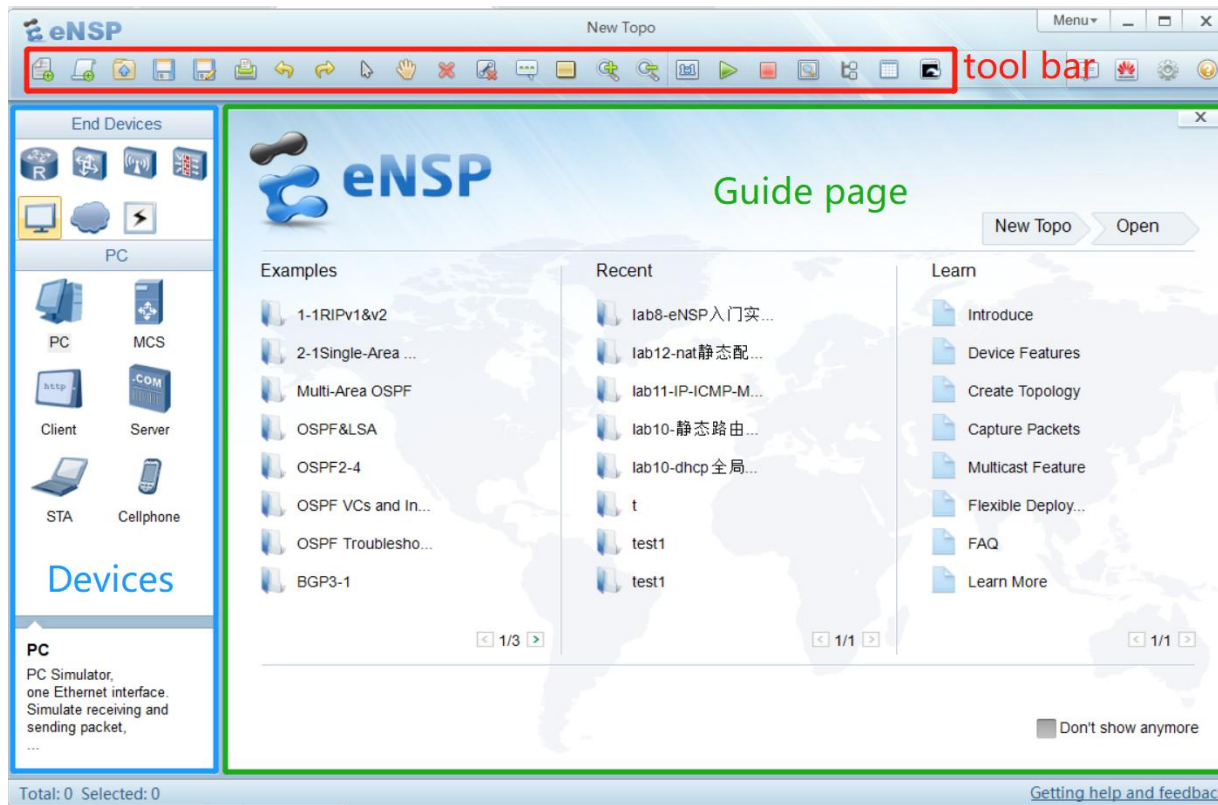 eNSP
New Topo
Menu
tool bar
End Devices
R
PC
PC
MCS
http
.COM
Client
Server
STA
Cellphone
Devices
PC
PC Simulator,
one Ethernet interface.
Simulate receiving and
sending packet,
...
X
eNSP
Guide page
New Topo
Open
Examples
1-1RIPv1&v2
2-1Single-Area ...
Multi-Area OSPF
OSPF&LSA
OSPF2-4
OSPF VCs and In...
OSPF Troublesho...
BGP3-1
< 1/3 >
Recent
lab8-eNSP入门实...
lab12-nat静态配...
lab11-IP-ICMP-M...
lab10-静态路由...
lab10-dhcp全局...
t
test1
test1
< 1/1 >
Learn
Introduce
Device Features
Create Topology
Capture Packets
Multicast Feature
Flexible Deploy...
FAQ
Learn More
< 1/1 >
Don't show anymore
Total: 0 Selected: 0
Getting help and feedbac